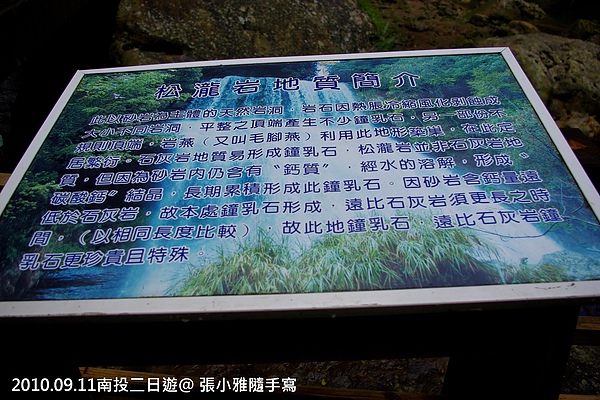 松瀧岩地質簡介
此以砂岩為主體的天然岩洞，岩石因熱脹冷縮風化剝蝕成
大小不同岩洞，平整之頂端產生不少鐘乳石，另一部份不
規則頂端，岩燕（又叫毛腳燕）利用此地形築巢，在此定
居繁衍。石灰岩地質易形成鐘乳石，松瀧岩並非石灰岩地
質，但因為砂岩內仍含有〝鈣質〞，經水的溶解，形成〝
碳酸鈣〞結晶，長期累積形成此鐘乳石。因砂岩含鈣量遠
低於石灰岩，故本處鐘乳石形成，遠比石灰岩須更長之時
間，（以相同長度比較），故此地鐘乳石，遠比石灰岩鐘
乳石更珍貴且特殊。
2010.09.11南投二日遊@ 張小雅隨手寫